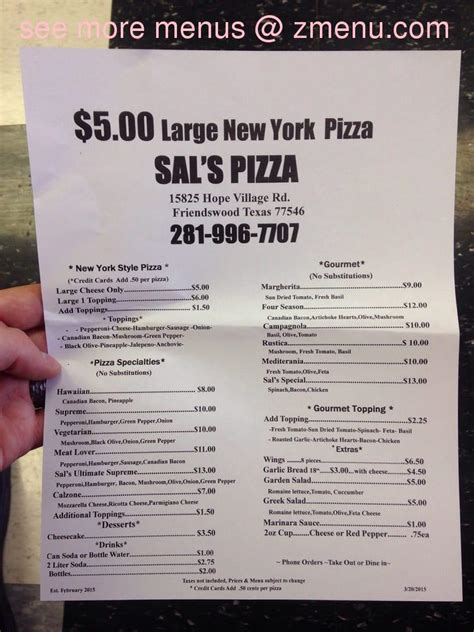 see more menus @ zmenu.com
$5.00 Large New York Pizza
SAL'S PIZZA
15825 Hope Village Rd.
Friendswood Texas 77546
281-996-7707
* New York Style Pizza *
(*Credit Cards Add .50 per pizza)
Large Cheese Only $5.00
Large 1 Topping $6.00
Add Toppings $1.50
* Toppings*
- Pepperoni-Cheese-Hamburger-Sausage -Onion-
- Canadian Bacon-Mushroom-Green Pepper-
- Black Olive-Pineapple-Jalepeno-Anchovie-
*Pizza Specialties*
(No Substitutions)
Hawaiian $8.00
Canadian Bacon, Pineapple
Supreme $10.00
Pepperoni,Hamburger,Green Pepper,Onion
Vegetarian $10.00
Mushroom,Black Olive,Onion,Green Pepper
Meat Lover $11.00
Pepperoni,Hamburger,Sausage,Canadian Bacon
Sal's Ultimate Supreme $13.00
Pepperoni,Hamburger, Bacon, Mushroom,Olive,Onion,Green Pepper
Calzone $7.00
Mozzarella Cheese,Ricotta Cheese,Parmigiano Cheese
Additional Toppings $1.50
*Desserts*
Cheesecake $3.50
*Drinks*
Can Soda or Bottle Water $1.00
2 Liter Soda $2.75
Bottles $2.00
*Gourmet*
(No Substitutions)
Margherita $9.00
Sun Dried Tomato, Fresh Basil
Four Season $12.00
Canadian Bacon,Artichoke Hearts,Olive,Mushroom
Campagnola $10.00
Basil,Olive,Tomato
Rustica $10.00
Mushroom, Fresh Tomato, Basil
Mediterania $10.00
Fresh Tomato,Olive,Feta
Sal's Special $13.00
Spinach,Bacon,Chicken
* Gourmet Topping *
Add Topping $2.25
-Fresh Tomato-Sun Dried Tomato-Spinach- Feta- Basil
- Roasted Garlic-Artichoke Hearts-Bacon-Chicken
*Extras*
Wings 8 pieces $6.50
Garlic Bread 18" $3.00 with cheese $4.50
Garden Salad $5.00
Romaine lettuce, Tomato, Cuccumber
Greek Salad $5.00
Romaine lettuce,Tomato,Olive,Feta Cheese
Marinara Sauce $1.00
2oz Cup Cheese or Red Pepper .75ea
~ Phone Orders ~Take Out or Dine in~
Taxes not included, Prices & Menu subject to change
Est. February 2015
* Credit Card Add .50 cents per pizza
3/20/2015